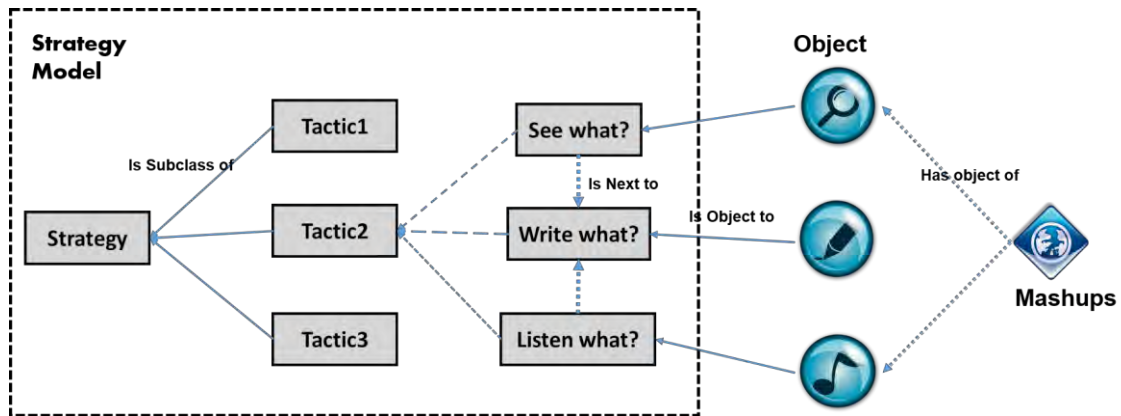 Strategy
Model
Object
Tactic1
See what?
Is Subclass of
Is Next to
Has object of
Strategy
Tactic2
Write what?
Is Object to
Mashups
Tactic3
Listen what?